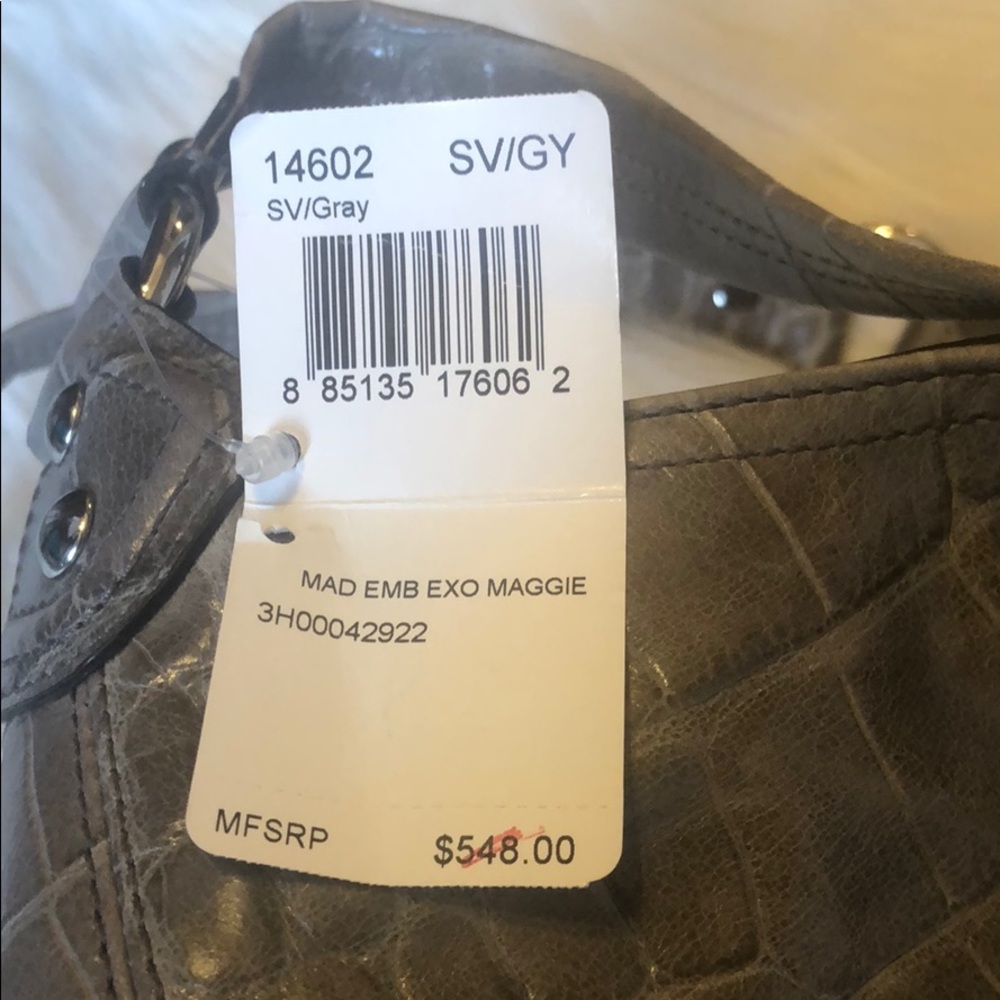 14602 SV/GY
SV/Gray
8 85135 17606 2
MAD EMB EXO MAGGIE
3H00042922
MFSRP $548.00